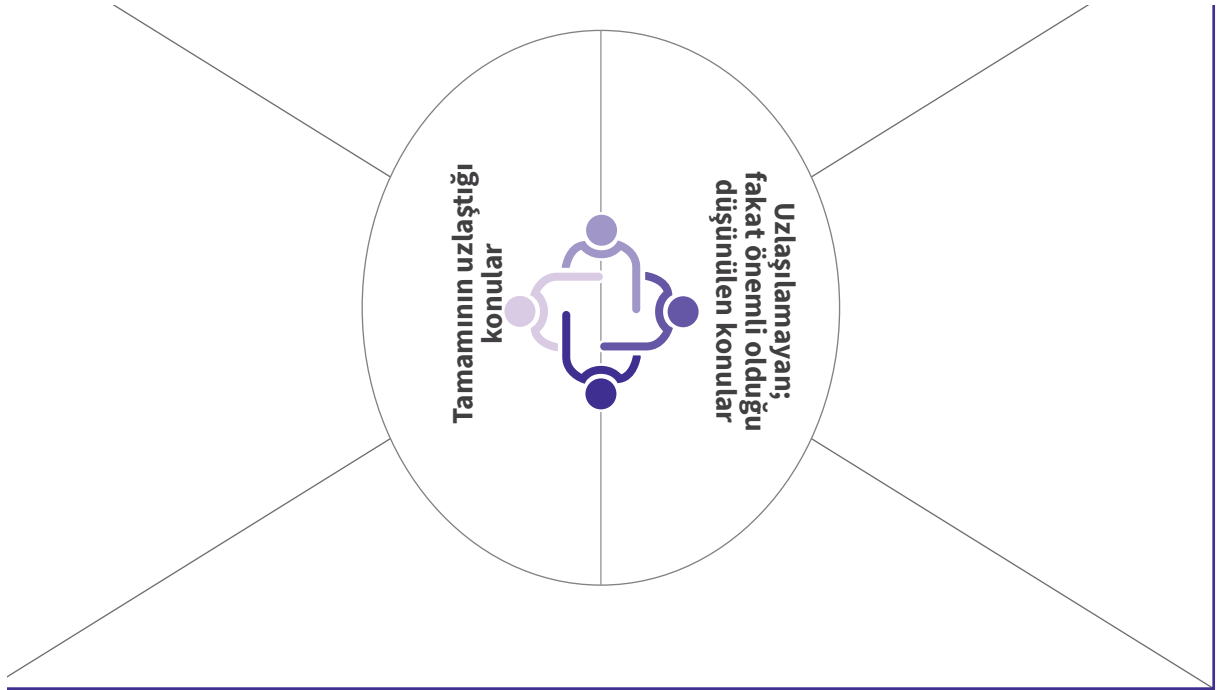 Tamamının uzlaştığı
konular
Uzlaşılamayan;
fakat önemli olduğu
düşünülen konular